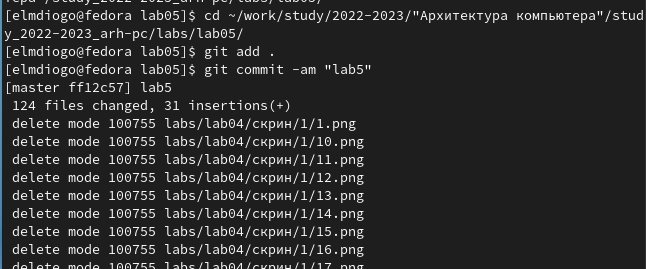 [elmdiogo@fedora lab05]$ cd ~/work/study/2022-2023/"Архитектура компьютера"/stud
y_2022-2023_arh-pc/labs/lab05/
[elmdiogo@fedora lab05]$ git add .
[elmdiogo@fedora lab05]$ git commit -am "lab5"
[master ff12c57] lab5
 124 files changed, 31 insertions(+)
 delete mode 100755 labs/lab04/скрин/1/1.png
 delete mode 100755 labs/lab04/скрин/1/10.png
 delete mode 100755 labs/lab04/скрин/1/11.png
 delete mode 100755 labs/lab04/скрин/1/12.png
 delete mode 100755 labs/lab04/скрин/1/13.png
 delete mode 100755 labs/lab04/скрин/1/14.png
 delete mode 100755 labs/lab04/скрин/1/15.png
 delete mode 100755 labs/lab04/скрин/1/16.png
 delete mode 100755 labs/lab04/скрин/1/17.png